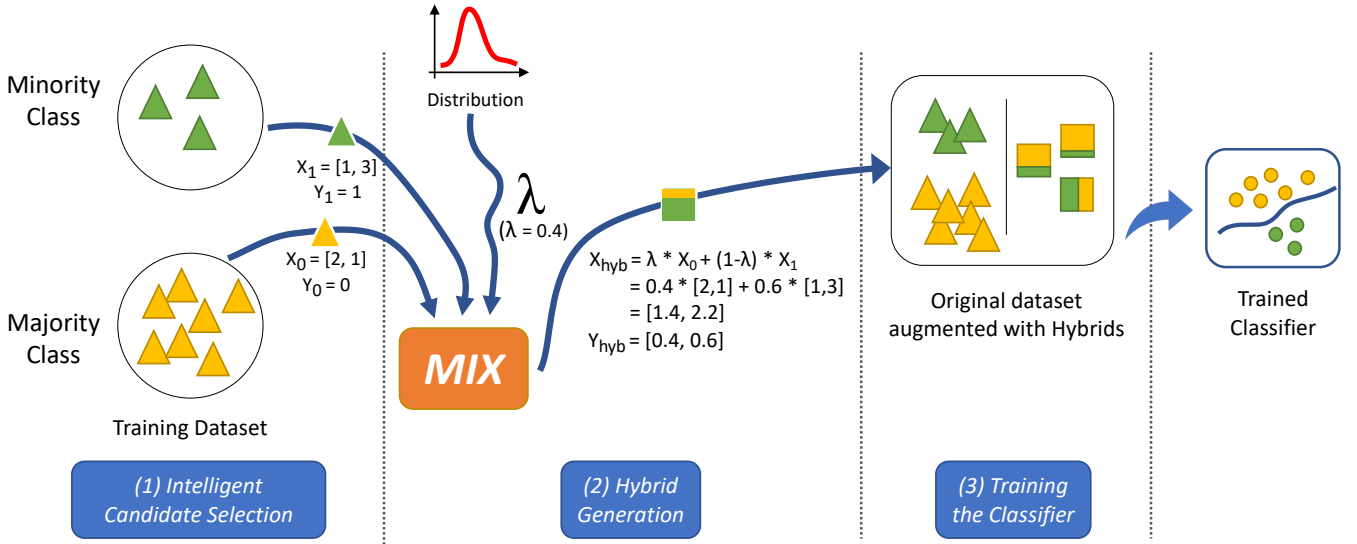 Minority
Class
X1 = [1, 3]
Y1 = 1
X0 = [2, 1]
Y0 = 0
Majority
Class
Training Dataset
(1) Intelligent
Candidate Selection
Distribution
λ
(λ = 0.4)
MIX
Xhyb = λ * X0 + (1-λ) * X1
= 0.4 * [2,1] + 0.6 * [1,3]
= [1.4, 2.2]
Yhyb = [0.4, 0.6]
(2) Hybrid
Generation
Original dataset
augmented with Hybrids
(3) Training
the Classifier
Trained
Classifier